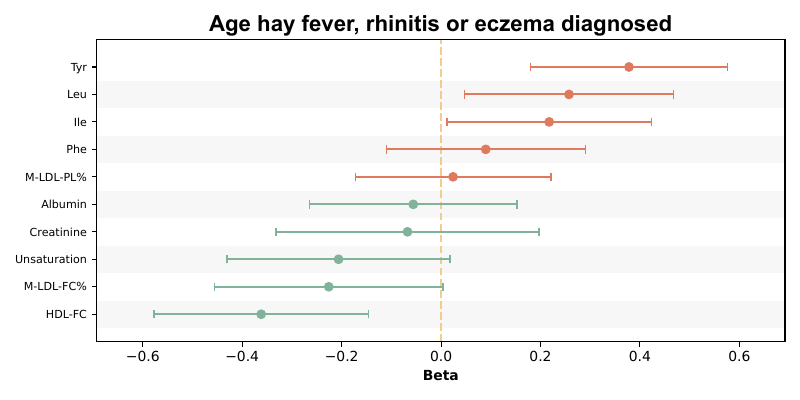 Age hay fever, rhinitis or eczema diagnosed
Tyr
Leu
Ile
Phe
M-LDL-PL%
Albumin
Creatinine
Unsaturation
M-LDL-FC%
HDL-FC
−0.6 −0.4 −0.2 0.0 0.2 0.4 0.6
Beta